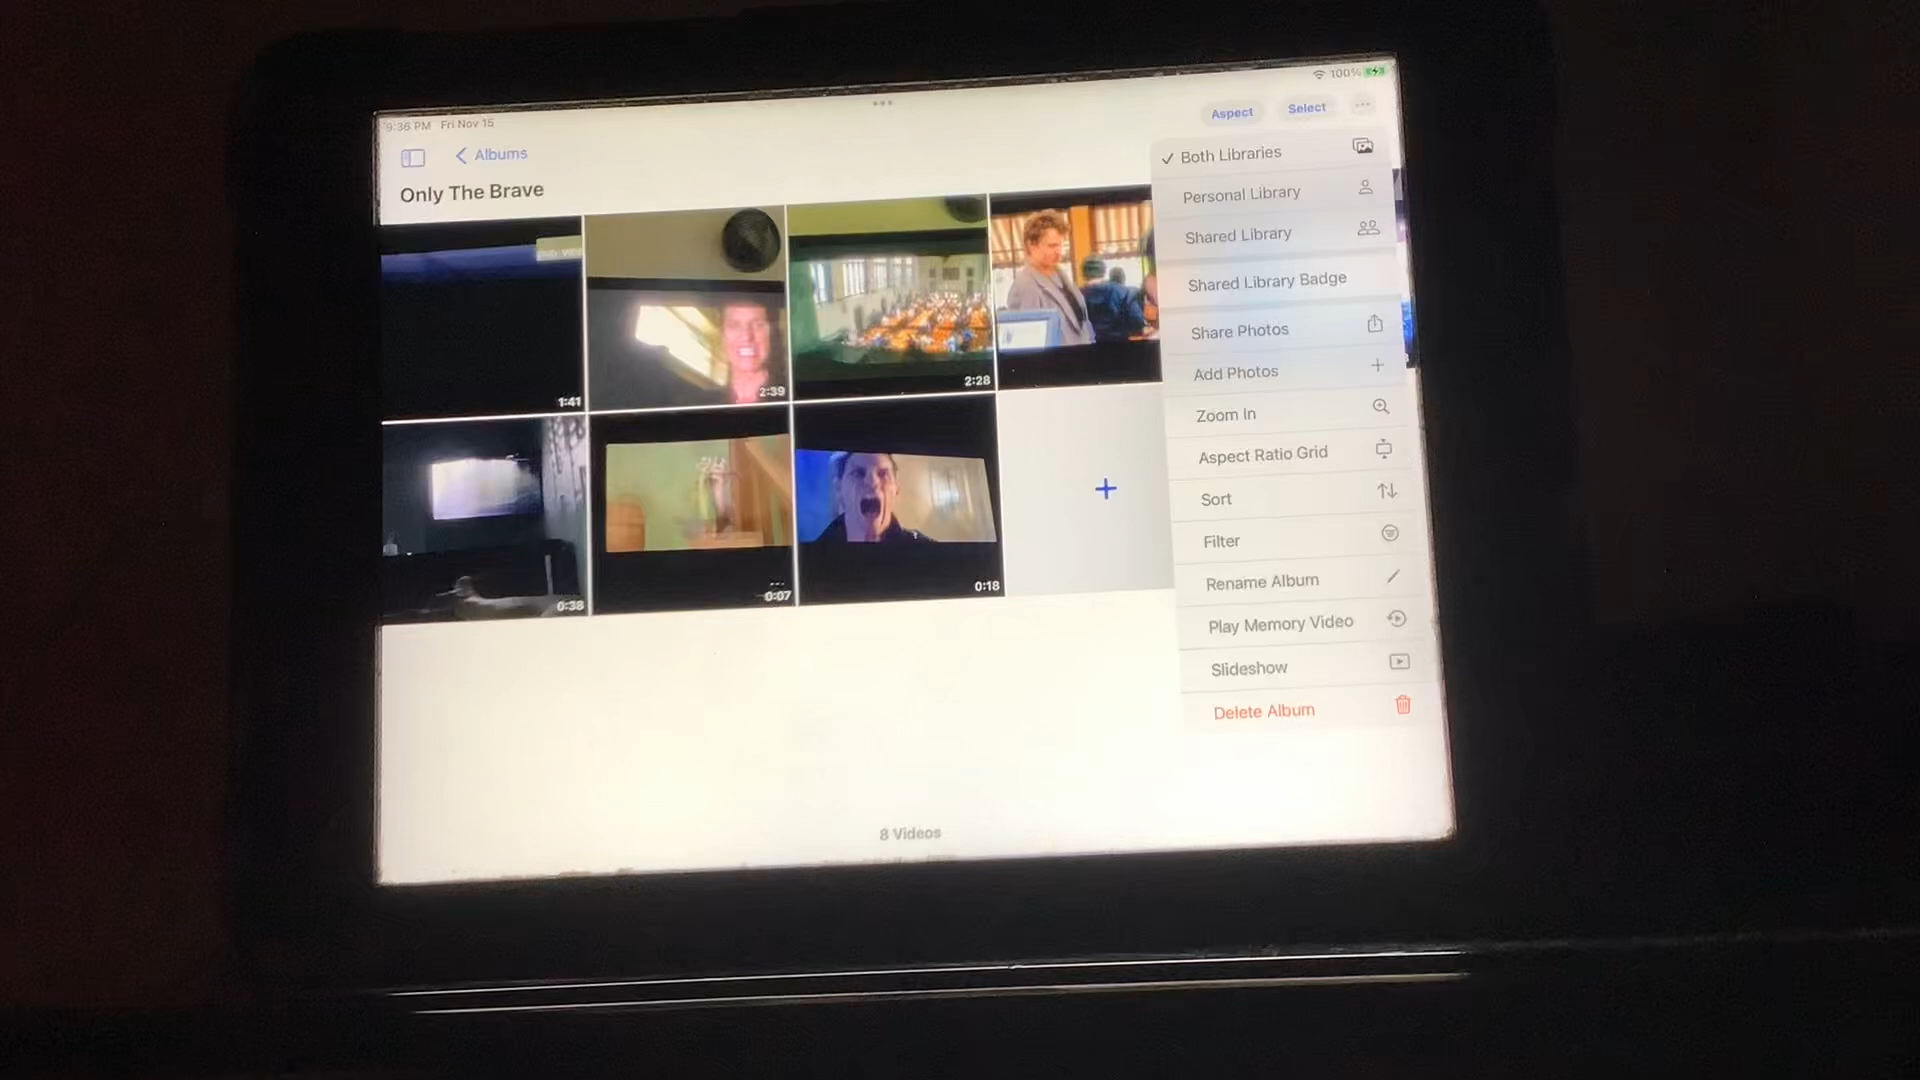 9:36 PM Fri Nov 15
100%
Albums
Aspect
Select
Only The Brave
Both Libraries
Personal Library
Shared Library
Shared Library Badge
Share Photos
Add Photos
Zoom In
Aspect Ratio Grid
Sort
Filter
Rename Album
Play Memory Video
Slideshow
Delete Album
1:41
2:39
2:28
0:38
0:07
0:18
8 Videos